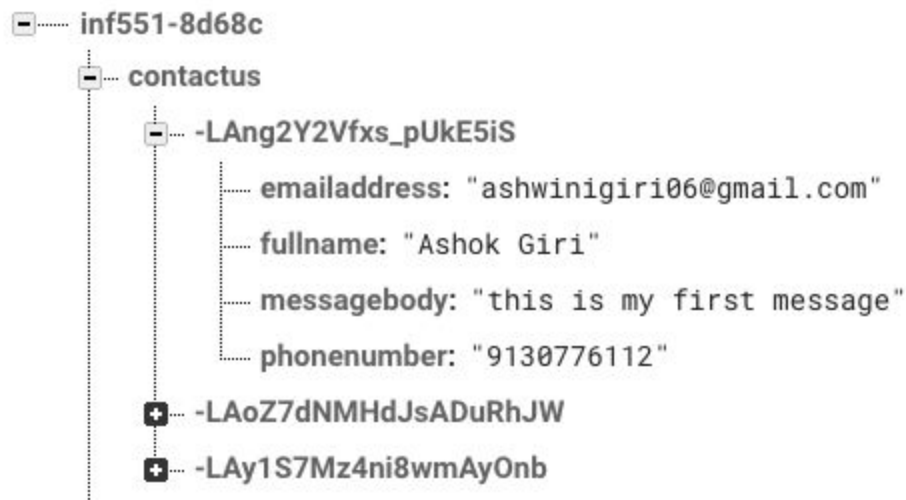 inf551-8d68c
contactus
-LAng2Y2Vfxs_pUkE5iS
emailaddress: "ashwinigiri06@gmail.com"
fullname: "Ashok Giri"
messagebody: "this is my first message"
phonenumber: "9130776112"
-LAoZ7dNMHdJsADuRhJW
-LAy1S7Mz4ni8wmAyOnb